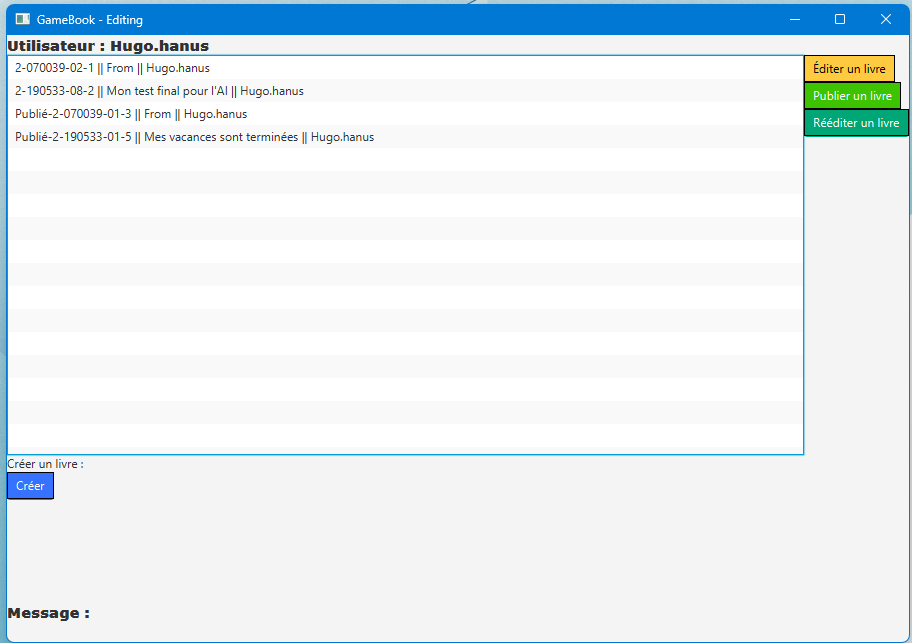 GameBook - Editing
Utilisateur : Hugo.hanus
2-070039-02-1 || From || Hugo.hanus
2-190533-08-2 || Mon test final pour l'AI || Hugo.hanus
Publié-2-070039-01-3 || From || Hugo.hanus
Publié-2-190533-01-5 || Mes vacances sont terminées || Hugo.hanus
Éditer un livre
Publier un livre
Rééditer un livre
Créer un livre :
Créer
Message :